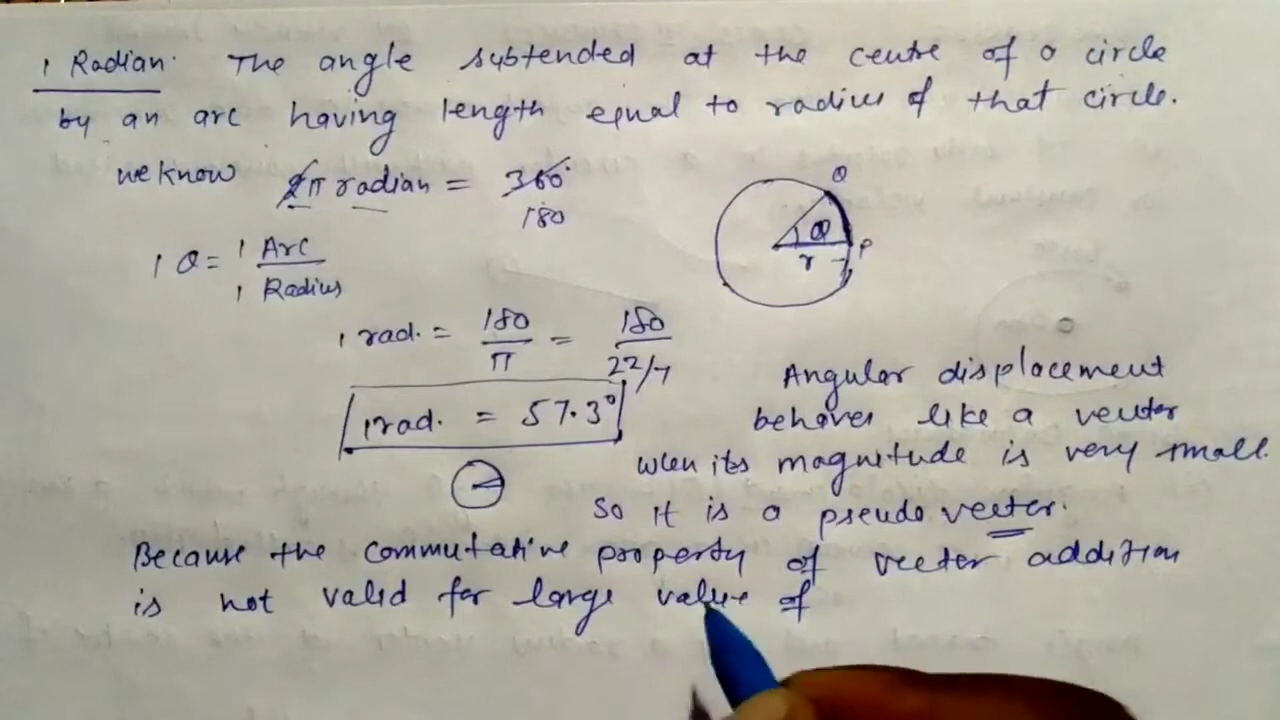 1 Radian. The angle subtended at the centre of a circle
by an arc having length equal to radius of that circle.
we know 2π radian = 360°
180
1 θ = 1 Arc / 1 Radius
Q
θ
r
P
1 rad. = 180/π = 180/22/7
1 rad. = 57.3°
Angular displacement
behaves like a vector
when its magnitude is very small.
So it is a pseudo vector.
Because the commutative property of vector addition
is not valid for large value of